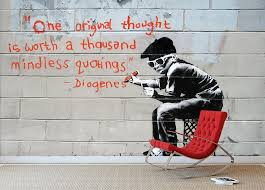 "One original thought
is worth a thousand
mindless quotings"
- Diogenes